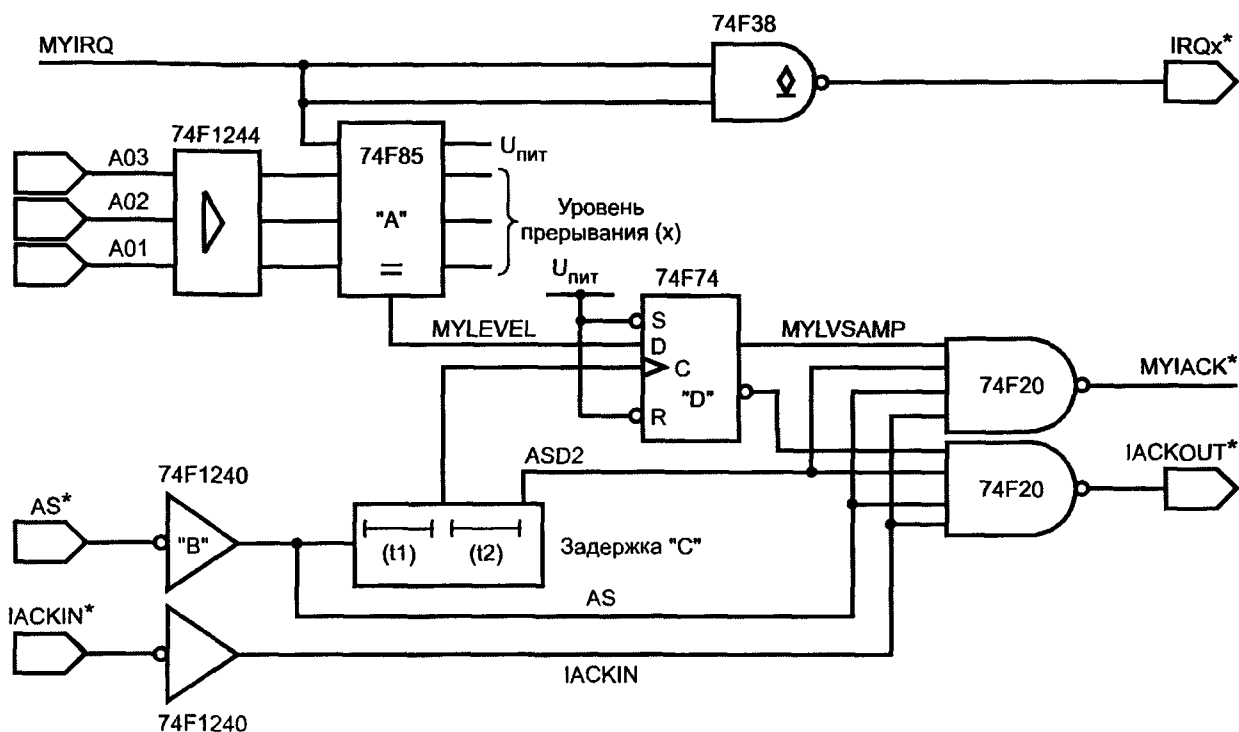 74F38
MYIRQ
IRQx*
74F1244
A03
A02
A01
74F85
"A"
=
Uпит
Уровень
прерывания (x)
Uпит
74F74
MYLEVEL
S
D
C
"D"
R
MYLVSAMP
74F20
MYIACK*
ASD2
74F20
IACKOUT*
74F1240
AS*
"B"
(t1)
(t2)
Задержка "C"
AS
IACKIN*
IACKIN
74F1240